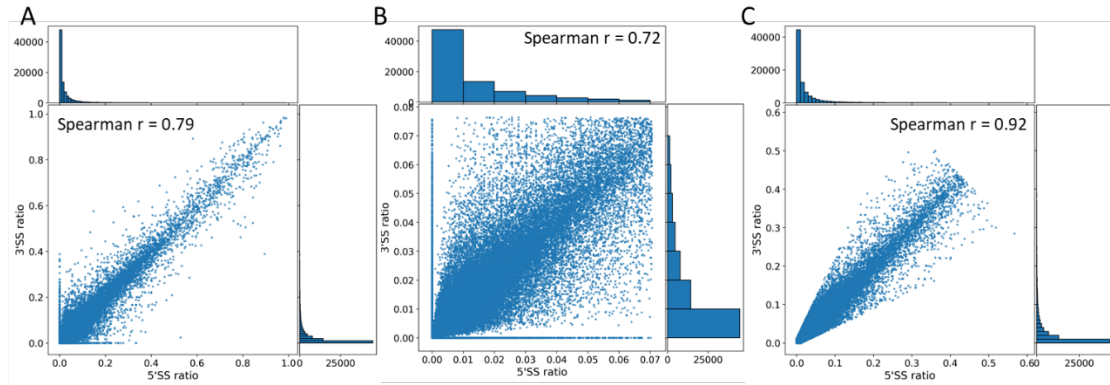 A
B
C
40000
20000
0
Spearman r = 0.79
1.0
0.8
0.6
0.4
0.2
0.0
3'SS ratio
0.0 0.2 0.4 0.6 0.8 1.0
5'SS ratio
25000
40000
20000
0
Spearman r = 0.72
0.08
0.07
0.06
0.05
0.04
0.03
0.02
0.01
0.00
3'SS ratio
0.00 0.01 0.02 0.03 0.04 0.05 0.06 0.07
5'SS ratio
0 25000
40000
20000
0
Spearman r = 0.92
0.6
0.5
0.4
0.3
0.2
0.1
0.0
3'SS ratio
0.0 0.1 0.2 0.3 0.4 0.5 0.60
5'SS ratio
25000